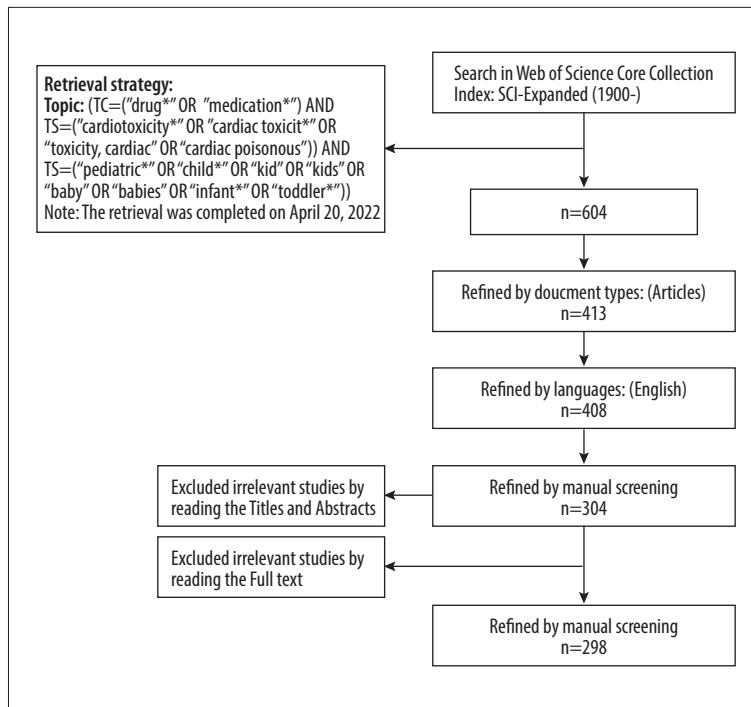 Retrieval strategy:
Topic: (TC=("drug*” OR ”medication*”) AND
TS=(“cardiotoxicity*” OR ”cardiac toxicit*” OR
“toxicity, cardiac” OR “cardiac poisonous”)) AND
TS=(“pediatric*” OR “child*” OR “kid” OR “kids” OR
“baby” OR “babies” OR “infant*” OR “toddler*”))
Note: The retrieval was completed on April 20, 2022
Search in Web of Science Core Collection
Index: SCI-Expanded (1900-)
n=604
Refined by doucment types: (Articles)
n=413
Refined by languages: (English)
n=408
Excluded irrelevant studies by
reading the Titles and Abstracts
Refined by manual screening
n=304
Excluded irrelevant studies by
reading the Full text
Refined by manual screening
n=298